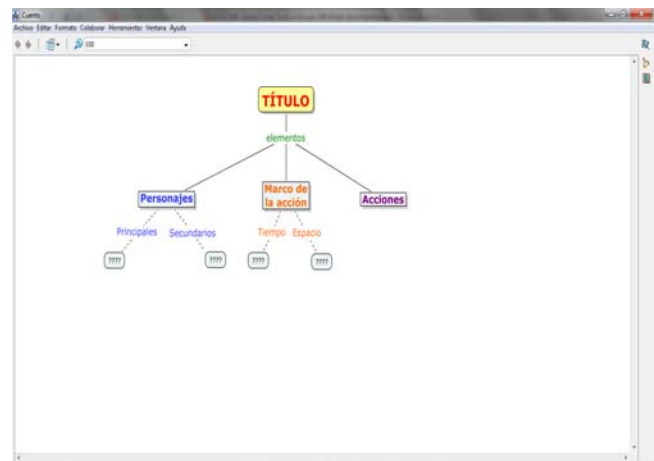 Cuento
Archivo Editar Formato Colaborar Herramientas Ventana Ayuda
100
TÍTULO
elementos
Personajes
Marco de
la acción
Acciones
Principales Secundarios Tiempo Espacio
???? ???? ???? ????